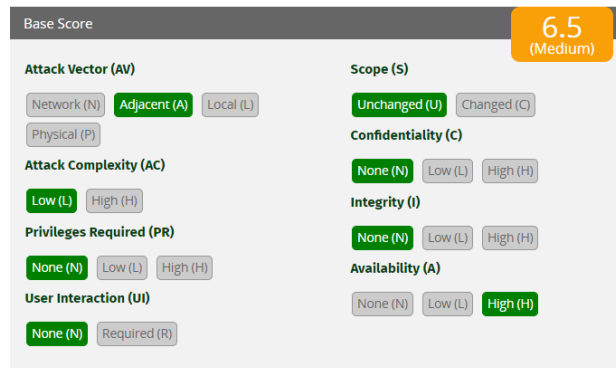 Base Score
6.5
(Medium)
Attack Vector (AV)
Network (N) Adjacent (A) Local (L)
Physical (P)
Attack Complexity (AC)
Low (L) High (H)
Privileges Required (PR)
None (N) Low (L) High (H)
User Interaction (UI)
None (N) Required (R)
Scope (S)
Unchanged (U) Changed (C)
Confidentiality (C)
None (N) Low (L) High (H)
Integrity (I)
None (N) Low (L) High (H)
Availability (A)
None (N) Low (L) High (H)